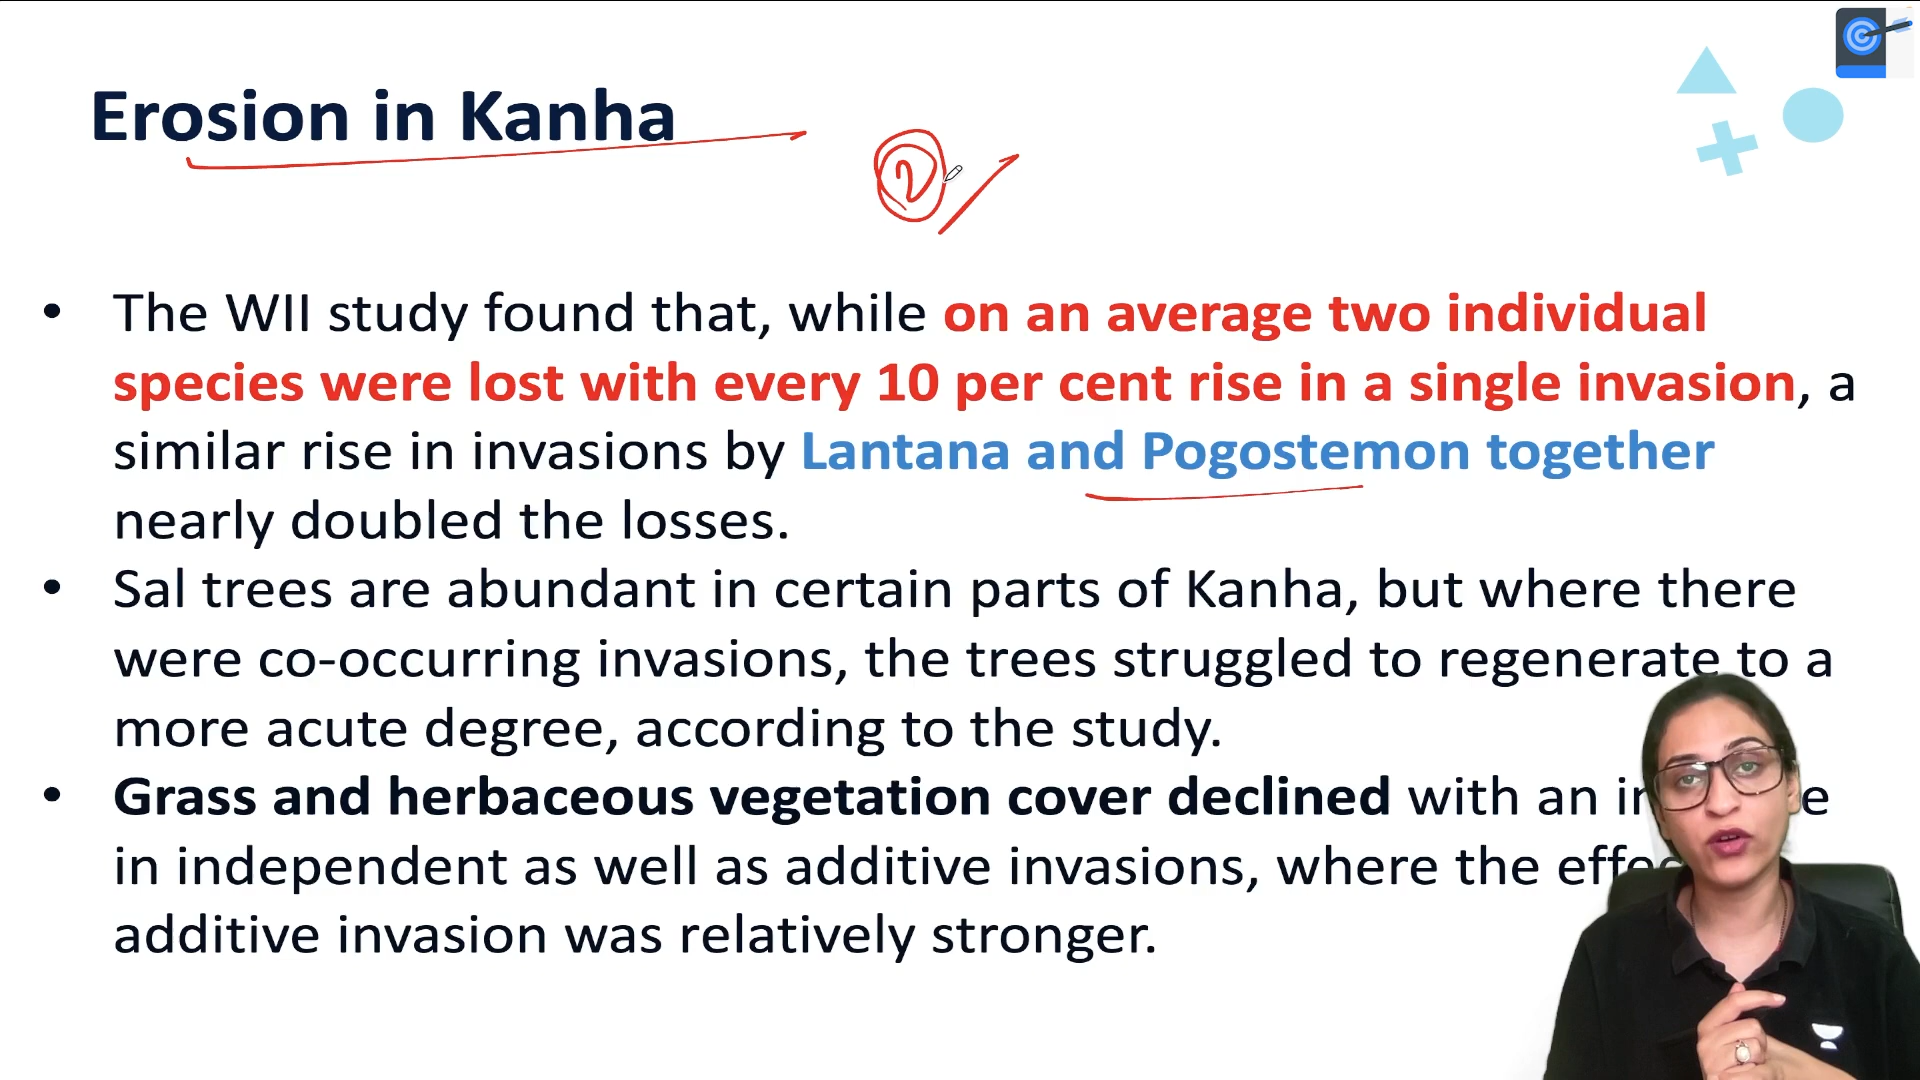 Erosion in Kanha
2
• The WII study found that, while on an average two individual
species were lost with every 10 per cent rise in a single invasion, a
similar rise in invasions by Lantana and Pogostemon together
nearly doubled the losses.
• Sal trees are abundant in certain parts of Kanha, but where there
were co-occurring invasions, the trees struggled to regenerate to a
more acute degree, according to the study.
• Grass and herbaceous vegetation cover declined with an
in independent as well as additive invasions, where the
additive invasion was relatively stronger.